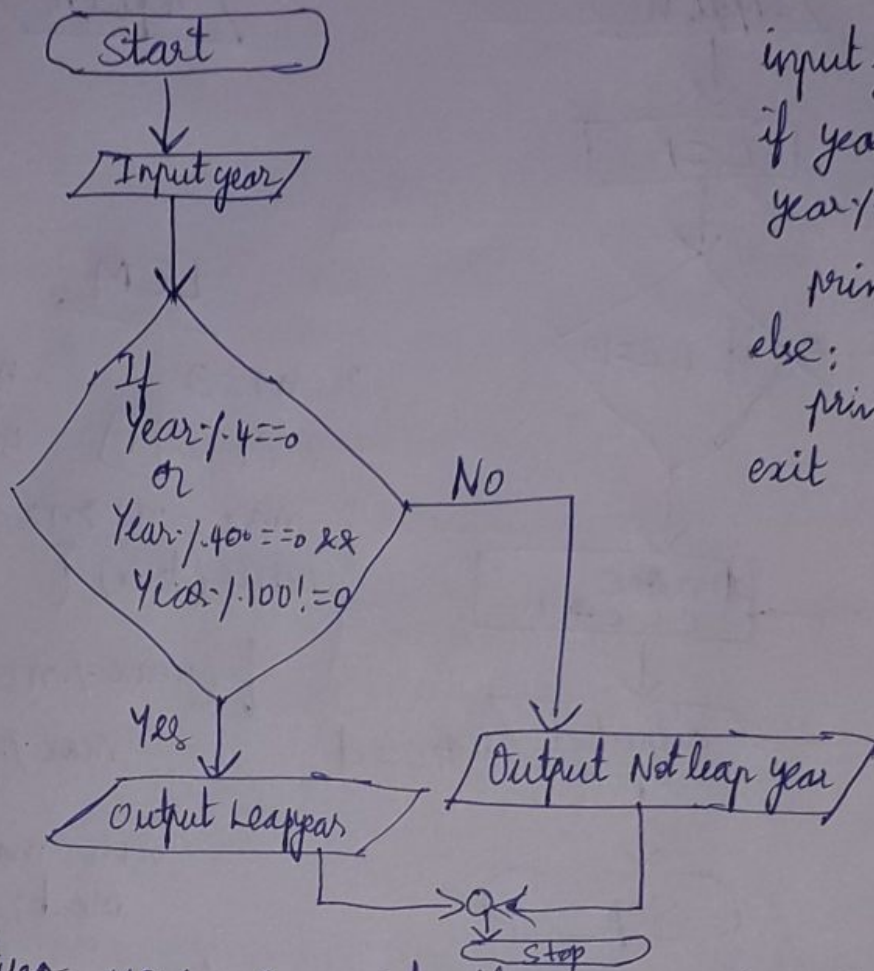 Start
Input year
If
Year % 4==0
or
Year % 400==0 &&
Year % 100!=0
No
Yes
Output Leapyear
Output Not leap year
Stop
input
if
year %
else:
exit